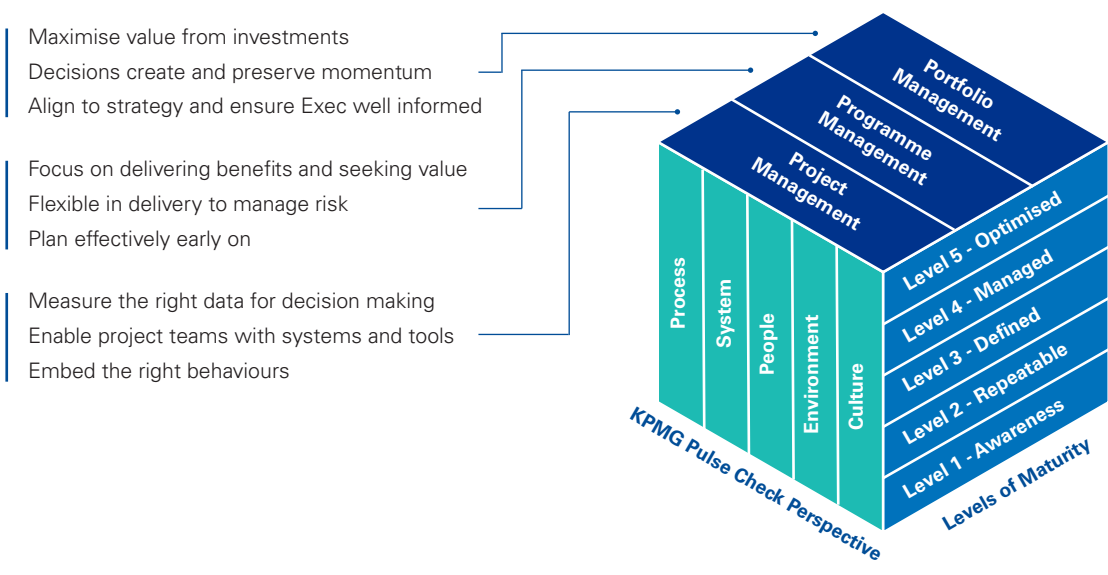 Maximise value from investments
Decisions create and preserve momentum
Align to strategy and ensure Exec well informed
Focus on delivering benefits and seeking value
Flexible in delivery to manage risk
Plan effectively early on
Measure the right data for decision making
Enable project teams with systems and tools
Embed the right behaviours
Portfolio
Management
Programme
Management
Project
Management
Process
System
People
Environment
Culture
Level 5 - Optimised
Level 4 - Managed
Level 3 - Defined
Level 2 - Repeatable
Level 1 - Awareness
KPMG Pulse Check Perspective
Levels of Maturity